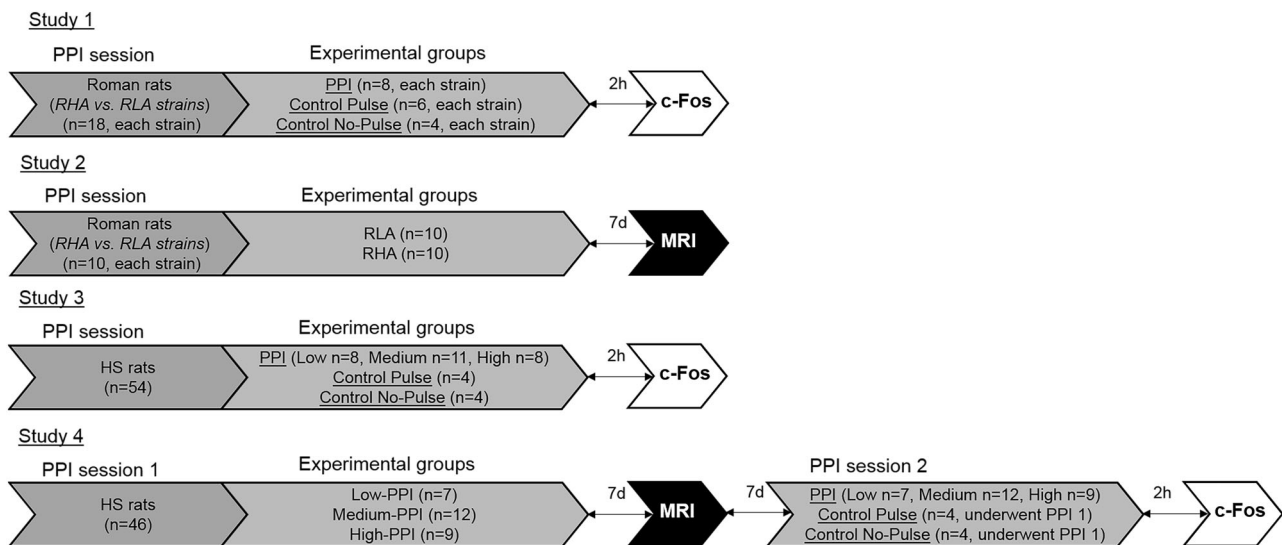 Study 1
PPI session
Experimental groups
Roman rats
(RHA vs. RLA strains)
(n=18, each strain)
PPI (n=8, each strain)
Control Pulse (n=6, each strain)
Control No-Pulse (n=4, each strain)
2h
c-Fos
Study 2
PPI session
Experimental groups
Roman rats
(RHA vs. RLA strains)
(n=10, each strain)
RLA (n=10)
RHA (n=10)
7d
MRI
Study 3
PPI session
Experimental groups
HS rats
(n=54)
PPI (Low n=8, Medium n=11, High n=8)
Control Pulse (n=4)
Control No-Pulse (n=4)
2h
c-Fos
Study 4
PPI session 1
Experimental groups
HS rats
(n=46)
Low-PPI (n=7)
Medium-PPI (n=12)
High-PPI (n=9)
7d
MRI
7d
PPI session 2
PPI (Low n=7, Medium n=12, High n=9)
Control Pulse (n=4, underwent PPI 1)
Control No-Pulse (n=4, underwent PPI 1)
2h
c-Fos